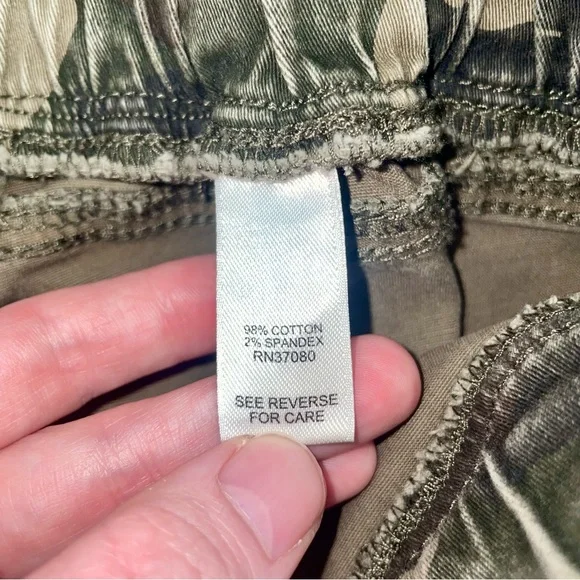 98% COTTON
2% SPANDEX
RN37080
SEE REVERSE
FOR CARE